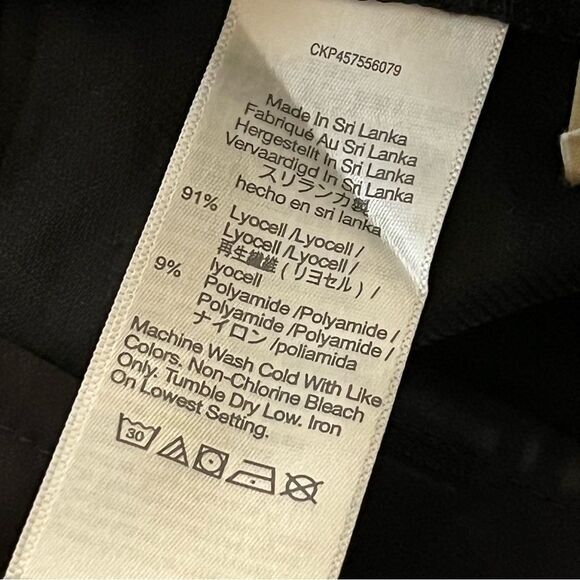 CKP457556079
Made In Sri Lanka
Fabriqué Au Sri Lanka
Hergestellt In Sri Lanka
Vervaardigd In Sri Lanka
スリランカ製
hecho en sri lanka
91% Lyocell /Lyocell /
Lyocell /Lyocell /
再生繊維 ( リヨセル) /
lyocell
9% Polyamide /Polyamide /
Polyamide /Polyamide /
ナイロン /poliamida
Machine Wash Cold With Like
Colors. Non-Chlorine Bleach
Only. Tumble Dry Low. Iron
On Lowest Setting.
30